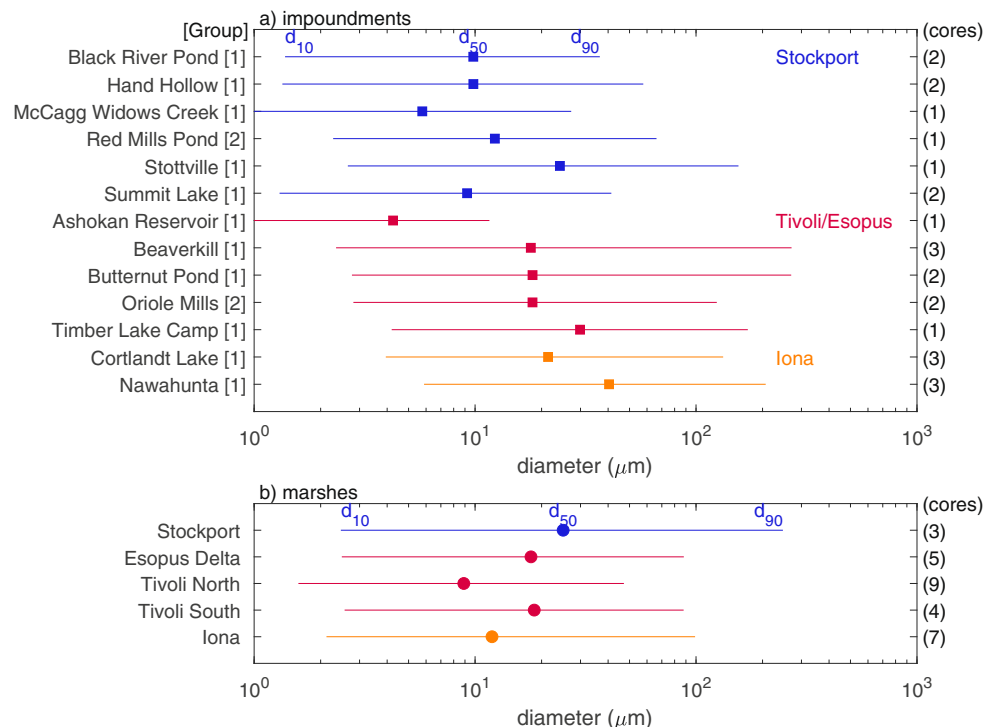 [Group] a) impoundments (cores)
d10 d50 d90
Black River Pond [1] Stockport (2)
Hand Hollow [1] (2)
McCagg Widows Creek [1] (1)
Red Mills Pond [2] (1)
Stottville [1] (1)
Summit Lake [1] (2)
Ashokan Reservoir [1] Tivoli/Esopus (1)
Beaverkill [1] (3)
Butternut Pond [1] (2)
Oriole Mills [2] (2)
Timber Lake Camp [1] (1)
Cortlandt Lake [1] Iona (3)
Nawahunta [1] (3)
10^0 10^1 10^2 10^3
diameter (μm)
b) marshes (cores)
d10 d50 d90
Stockport (3)
Esopus Delta (5)
Tivoli North (9)
Tivoli South (4)
Iona (7)
10^0 10^1 10^2 10^3
diameter (μm)